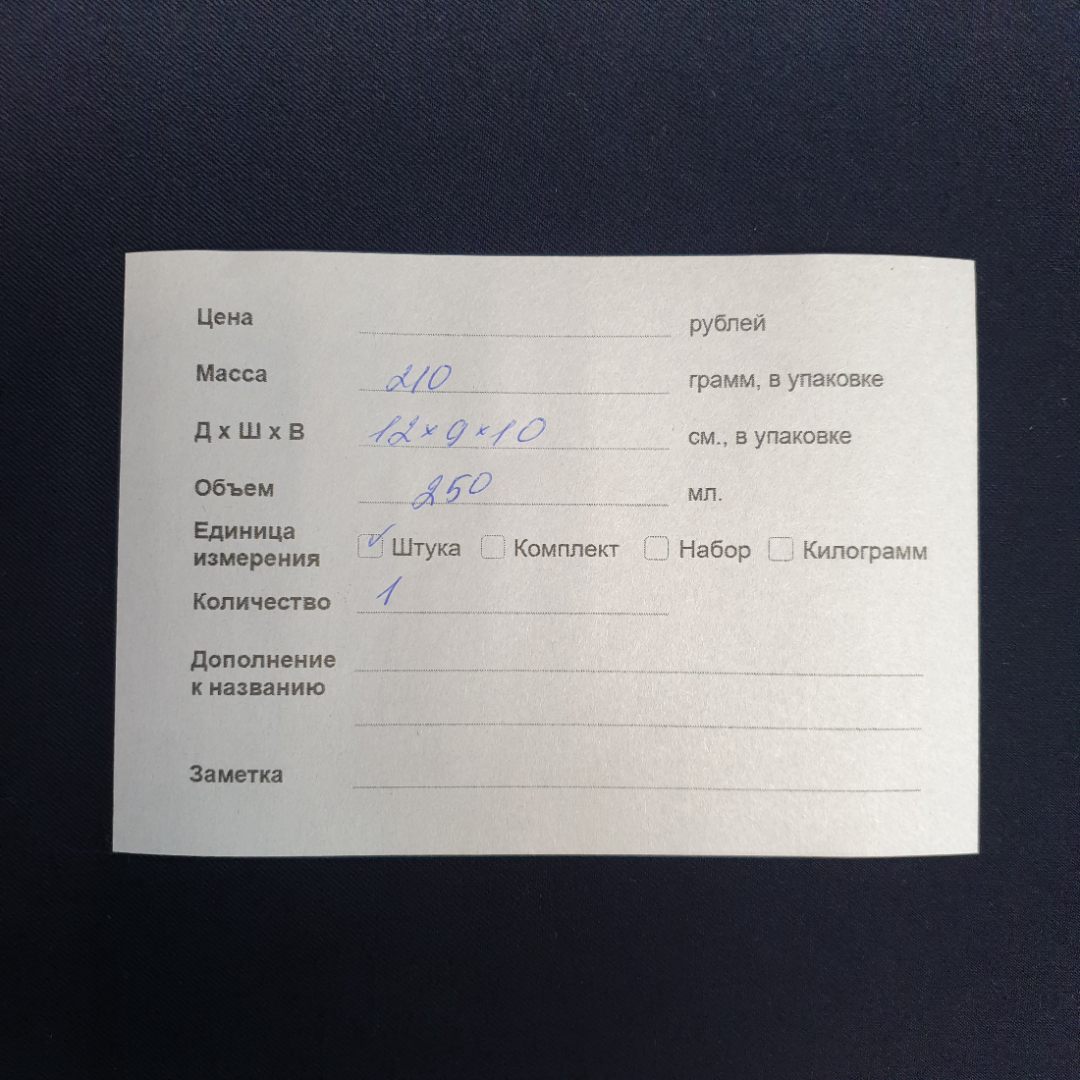 Цена рублей
Масса 210 грамм, в упаковке
Д х Ш х В 12×9×10 см., в упаковке
Объем 250 мл.
Единица
измерения Штука Комплект Набор Килограмм
Количество 1
Дополнение
к названию
Заметка